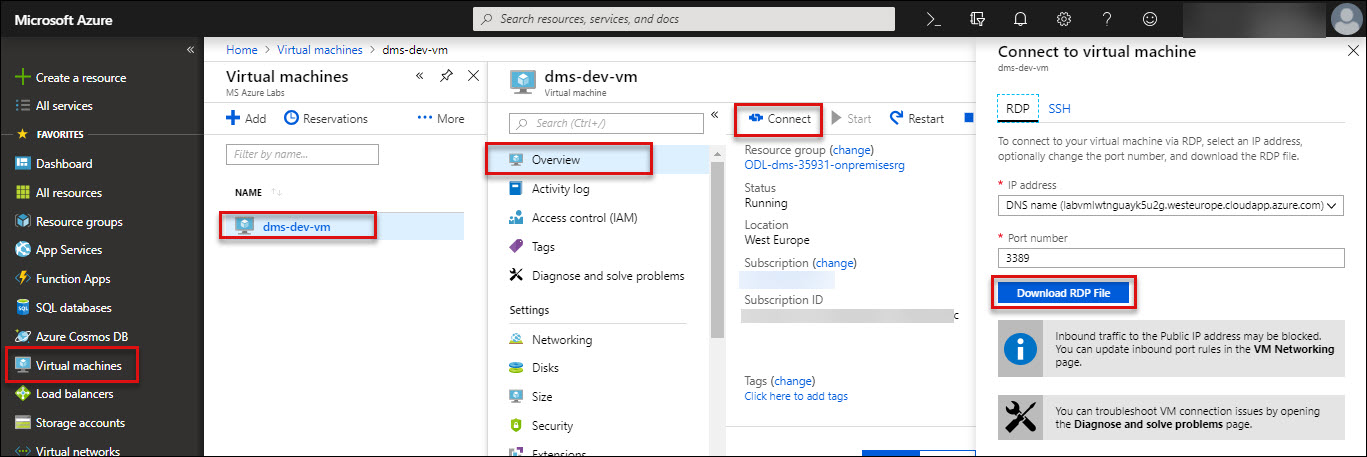 Microsoft Azure
Search resources, services, and docs
Create a resource
All services
FAVORITES
Dashboard
All resources
Resource groups
App Services
Function Apps
SQL databases
Azure Cosmos DB
Virtual machines
Load balancers
Storage accounts
Virtual networks
Home > Virtual machines > dms-dev-vm
Virtual machines
MS Azure Labs
Add Reservations ••• More
Filter by name...
NAME
dms-dev-vm
dms-dev-vm
Virtual machine
Search (Ctrl+/)
Overview
Activity log
Access control (IAM)
Tags
Diagnose and solve problems
Settings
Networking
Disks
Size
Security
Extensions
Connect Start Restart
Resource group (change)
ODL-dms-35931-onpremisesrg
Status
Running
Location
West Europe
Subscription (change)
Subscription ID
c
Tags (change)
Click here to add tags
Connect to virtual machine
dms-dev-vm
RDP SSH
To connect to your virtual machine via RDP, select an IP address,
optionally change the port number, and download the RDP file.
* IP address
DNS name (labvmlwtnguayk5u2g.westeurope.cloudapp.azure.com)
* Port number
3389
Download RDP File
Inbound traffic to the Public IP address may be blocked.
You can update inbound port rules in the VM Networking
page.
You can troubleshoot VM connection issues by opening
the Diagnose and solve problems page.